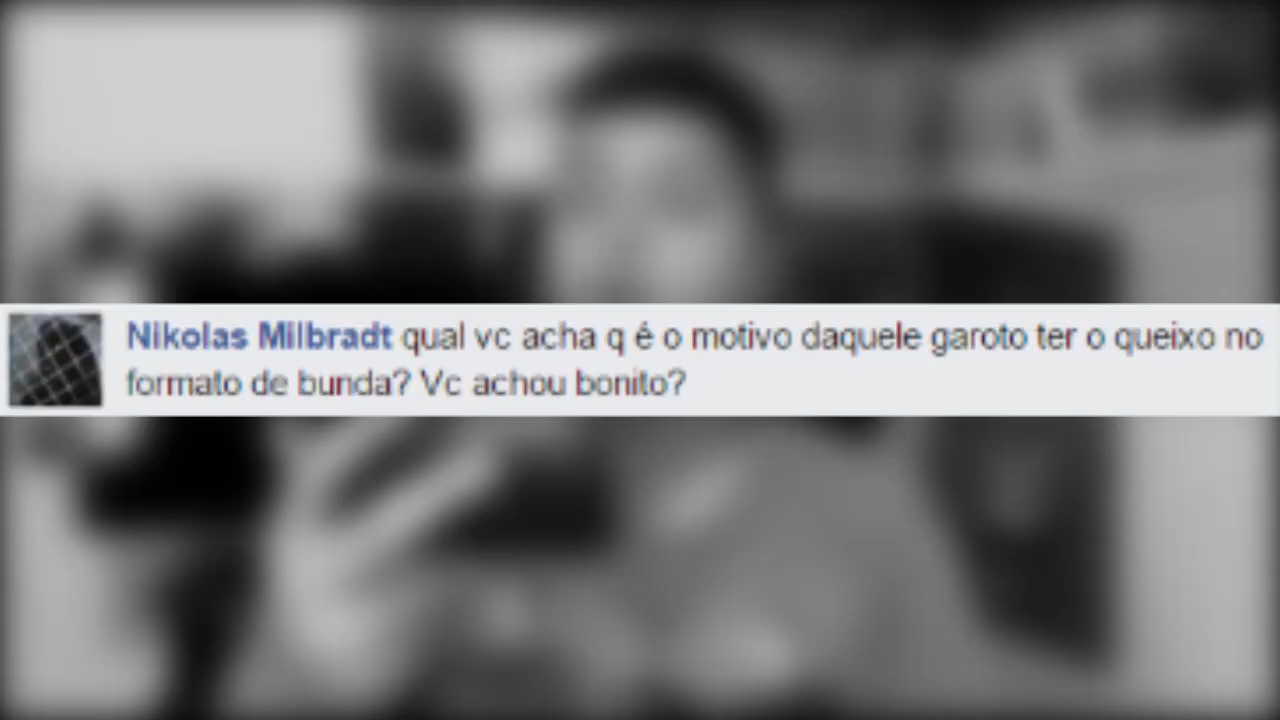 Nikolas Milbradt qual vc acha q é o motivo daquele garoto ter o queixo no
formato de bunda? Vc achou bonito?